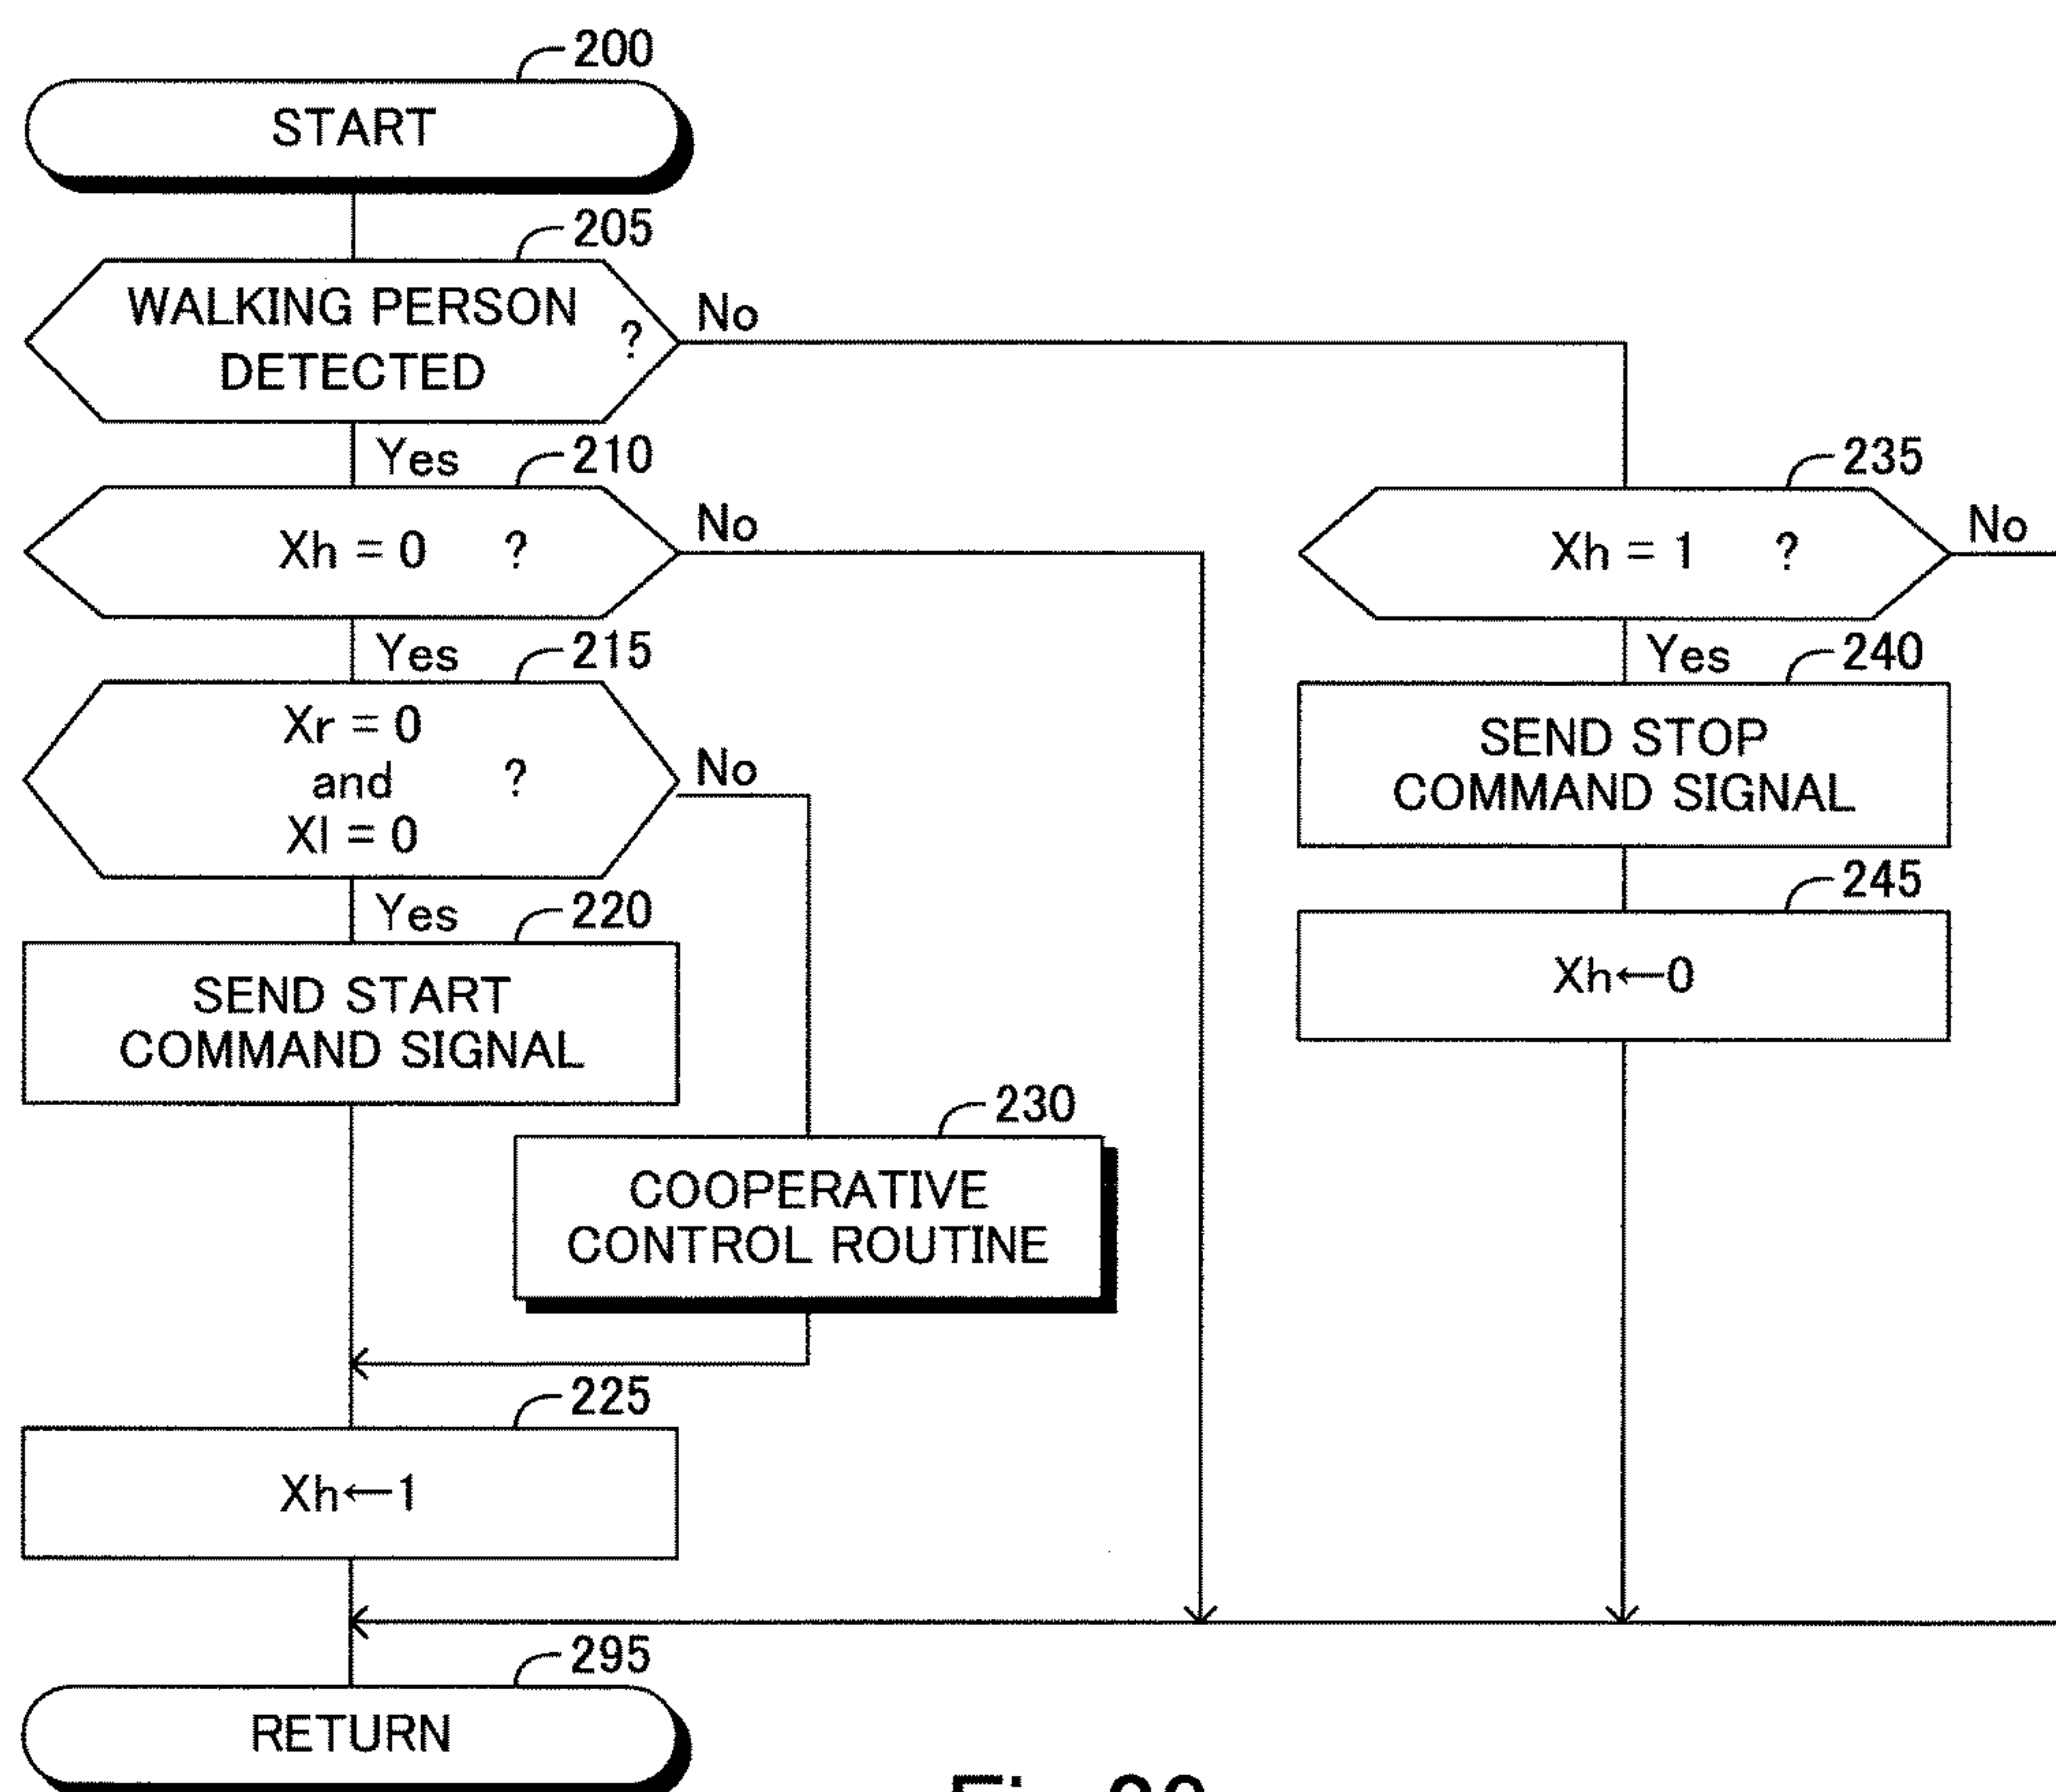 200
START
205
WALKING PERSON
DETECTED
?
No
Yes
210
Xh = 0 ?
No
235
Xh = 1 ?
No
Yes
215
Xr = 0
and ?
Xl = 0
No
Yes
240
SEND STOP
COMMAND SIGNAL
Yes
220
SEND START
COMMAND SIGNAL
245
Xh←0
230
COOPERATIVE
CONTROL ROUTINE
225
Xh←1
295
RETURN